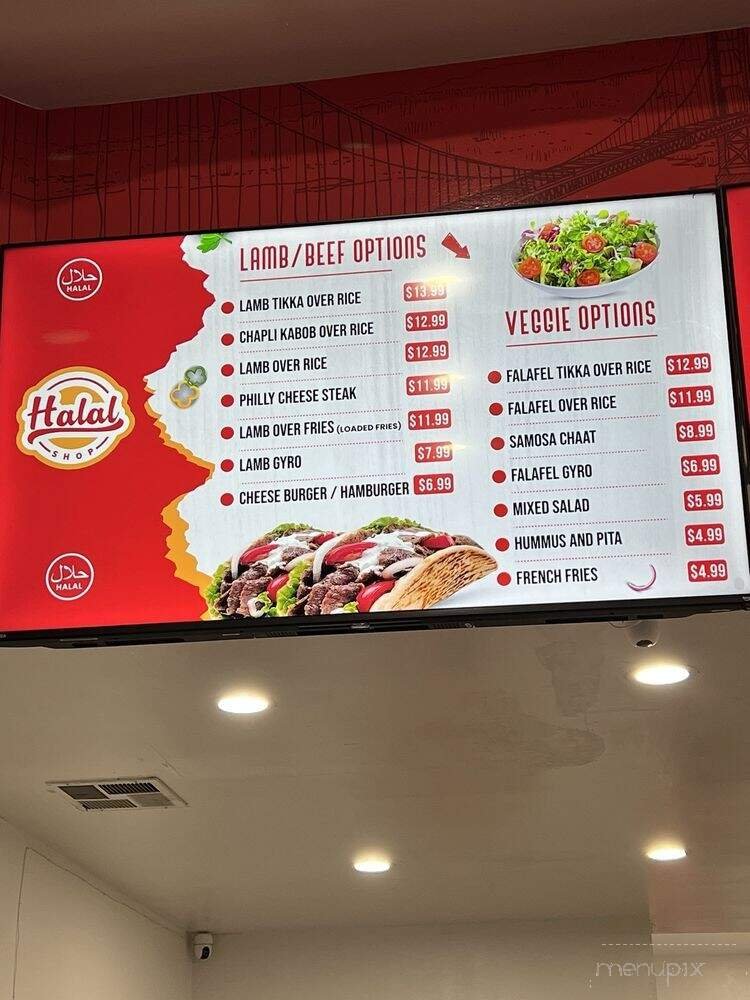 حلال
HALAL
Halal
SHOP
حلال
HALAL
LAMB/BEEF OPTIONS
LAMB TIKKA OVER RICE $13.99
CHAPLI KABOB OVER RICE $12.99
LAMB OVER RICE $12.99
PHILLY CHEESE STEAK $11.99
LAMB OVER FRIES (LOADED FRIES) $11.99
LAMB GYRO $7.99
CHEESE BURGER / HAMBURGER $6.99
VEGGIE OPTIONS
FALAFEL TIKKA OVER RICE $12.99
FALAFEL OVER RICE $11.99
SAMOSA CHAAT $8.99
FALAFEL GYRO $6.99
MIXED SALAD $5.99
HUMMUS AND PITA $4.99
FRENCH FRIES $4.99
menupix